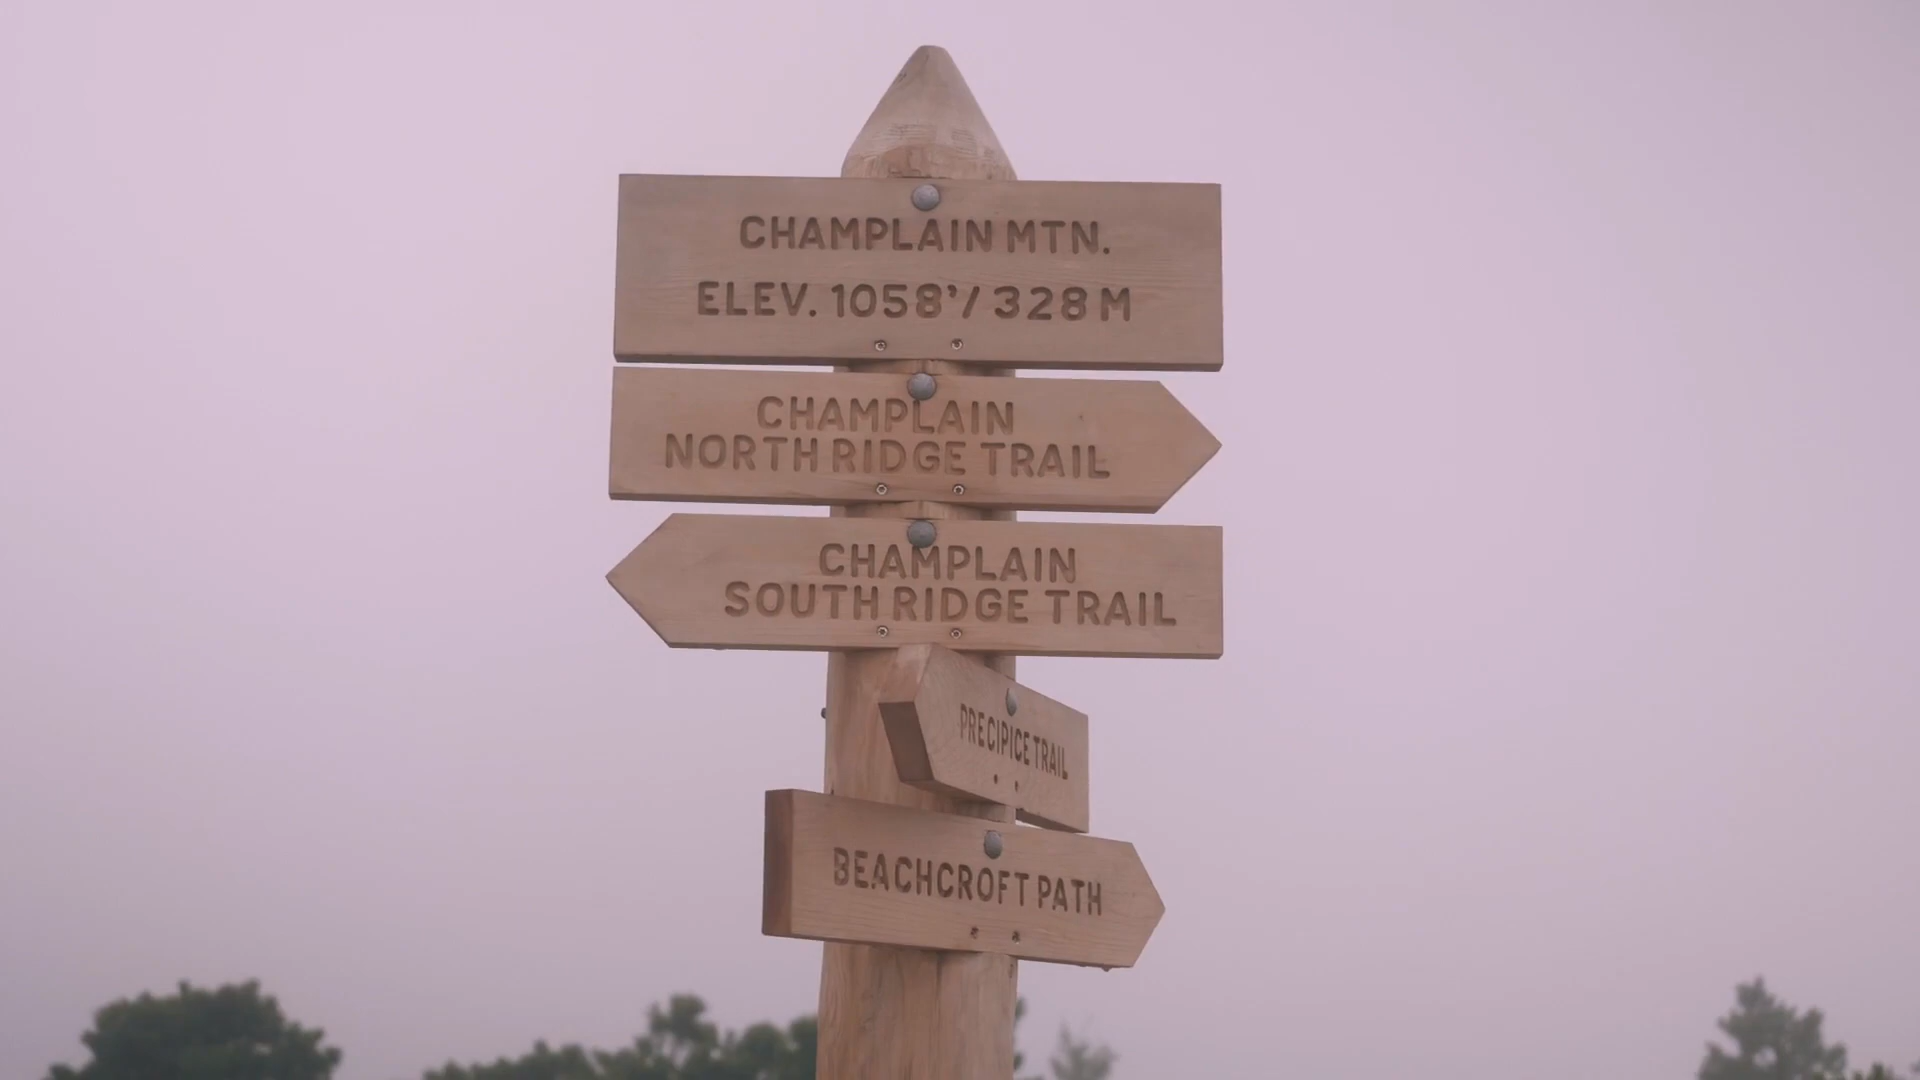 CHAMPLAIN MTN.
ELEV. 1058'/ 328 M
CHAMPLAIN
NORTH RIDGE TRAIL
CHAMPLAIN
SOUTH RIDGE TRAIL
PRECIPICE TRAIL
BEACHCROFT PATH